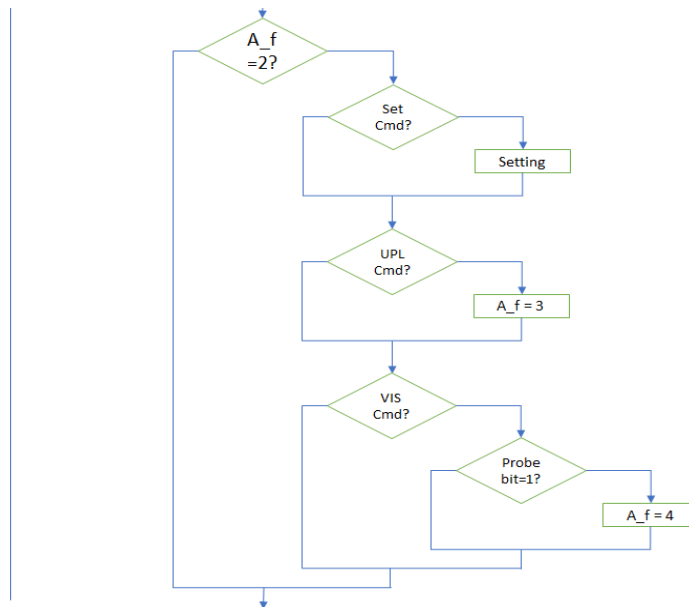 A_f
=2?
Set
Cmd?
Setting
UPL
Cmd?
A_f = 3
VIS
Cmd?
Probe
bit=1?
A_f = 4